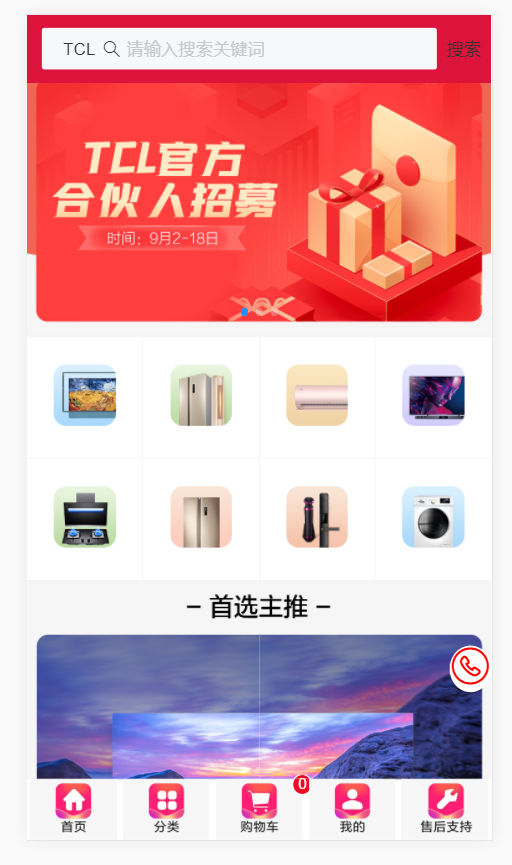 TCL 请输入搜索关键词 搜索
TCL官方
合伙人招募
时间：9月2-18日
- 首选主推 -
0
首页 分类 购物车 我的 售后支持